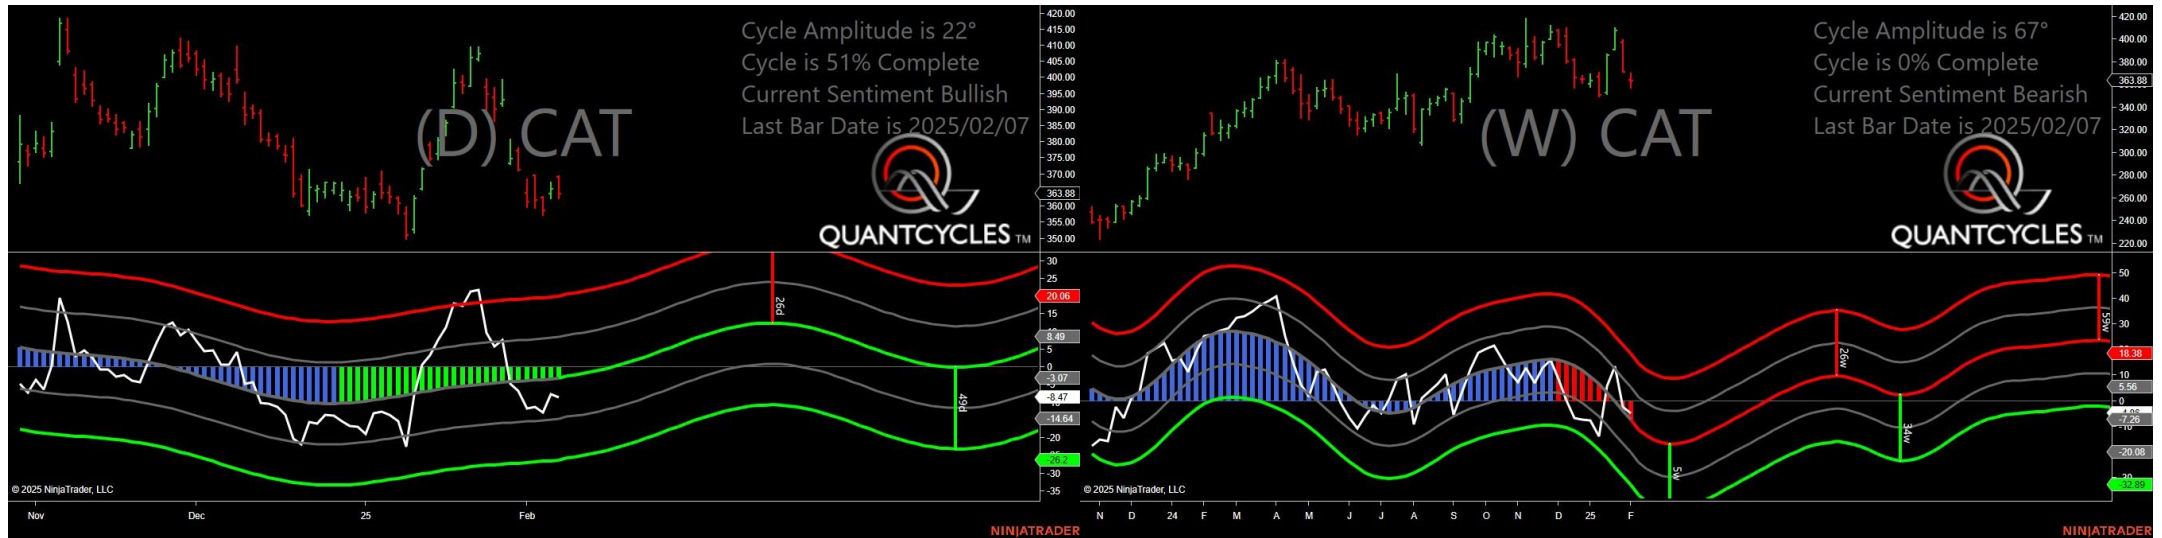 Cycle Amplitude is 22°
Cycle is 51% Complete
Current Sentiment Bullish
Last Bar Date is 2025/02/07
(D) CAT
QUANTCYCLES TM
420.00
415.00
410.00
405.00
400.00
395.00
390.00
385.00
380.00
375.00
370.00
363.88
360.00
355.00
350.00
30
25
20.06
15
8.49
5
0
-3.07
-8.47
-14.64
-20
-26.2
-30
-35
26d
49d
© 2025 NinjaTrader, LLC
Nov
Dec
25
Feb
NINJATRADER
Cycle Amplitude is 67°
Cycle is 0% Complete
Current Sentiment Bearish
Last Bar Date is 2025/02/07
(W) CAT
QUANTCYCLES TM
420.00
400.00
380.00
363.88
340.00
320.00
300.00
280.00
260.00
240.00
220.00
50
40
30
18.38
10
5.56
0
-7.26
-20.08
-32.89
5w
26w
34w
59w
© 2025 NinjaTrader, LLC
N
D
24
F
M
A
M
J
J
A
S
O
N
D
25
F
NINJATRADER